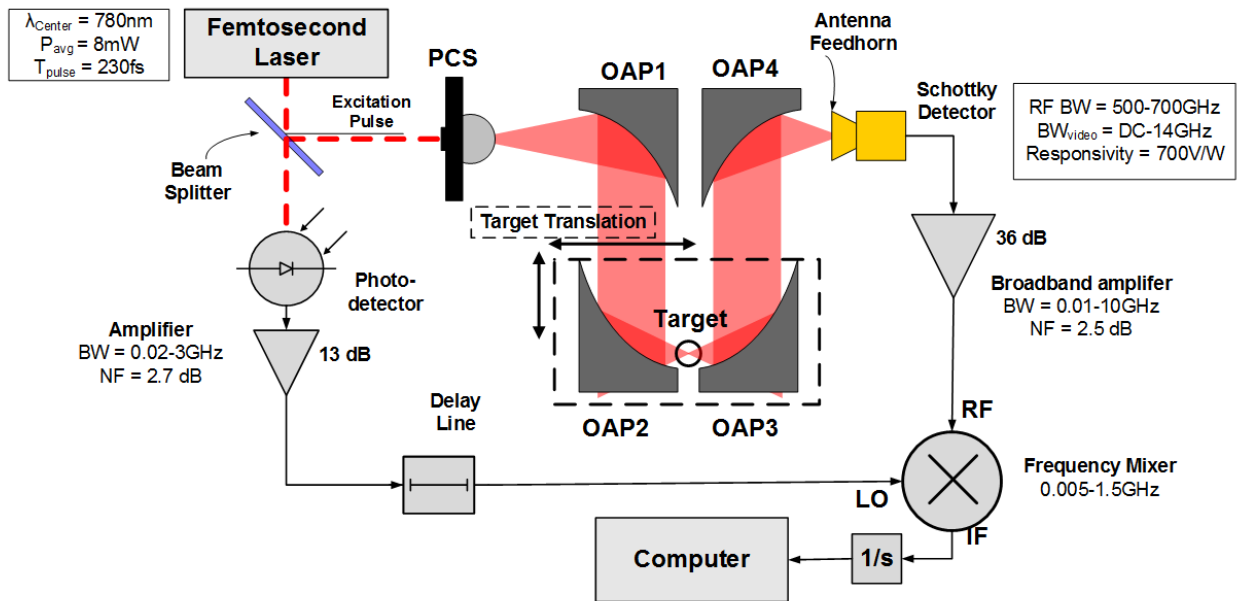 λCenter = 780nm
Pavg = 8mW
Tpulse = 230fs
Femtosecond
Laser
PCS
OAP1
OAP4
Antenna
Feedhorn
Schottky
Detector
RF BW = 500-700GHz
BWvideo = DC-14GHz
Responsivity = 700V/W
Excitation
Pulse
Beam
Splitter
Target Translation
36 dB
Broadband amplifer
BW = 0.01-10GHz
NF = 2.5 dB
Photo-
detector
Amplifier
BW = 0.02-3GHz
NF = 2.7 dB
13 dB
Target
OAP2
OAP3
Delay
Line
RF
LO
IF
Frequency Mixer
0.005-1.5GHz
Computer
1/s